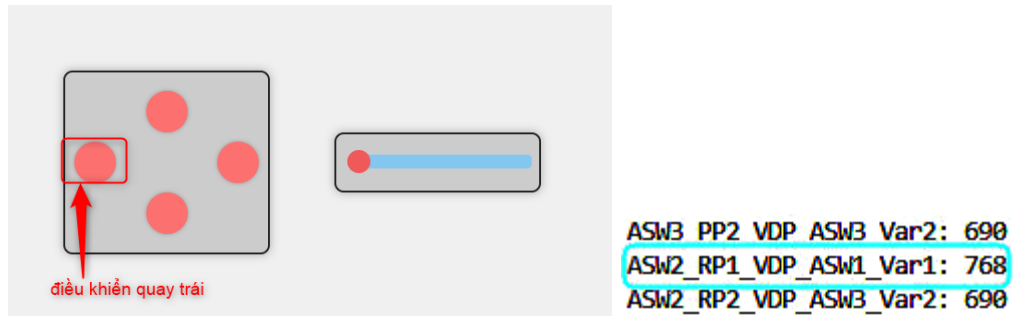 điều khiển quay trái
ASW3_PP2_VDP_ASW3_Var2: 690
ASW2_RP1_VDP_ASW1_Var1: 768
ASW2_RP2_VDP_ASW3_Var2: 690